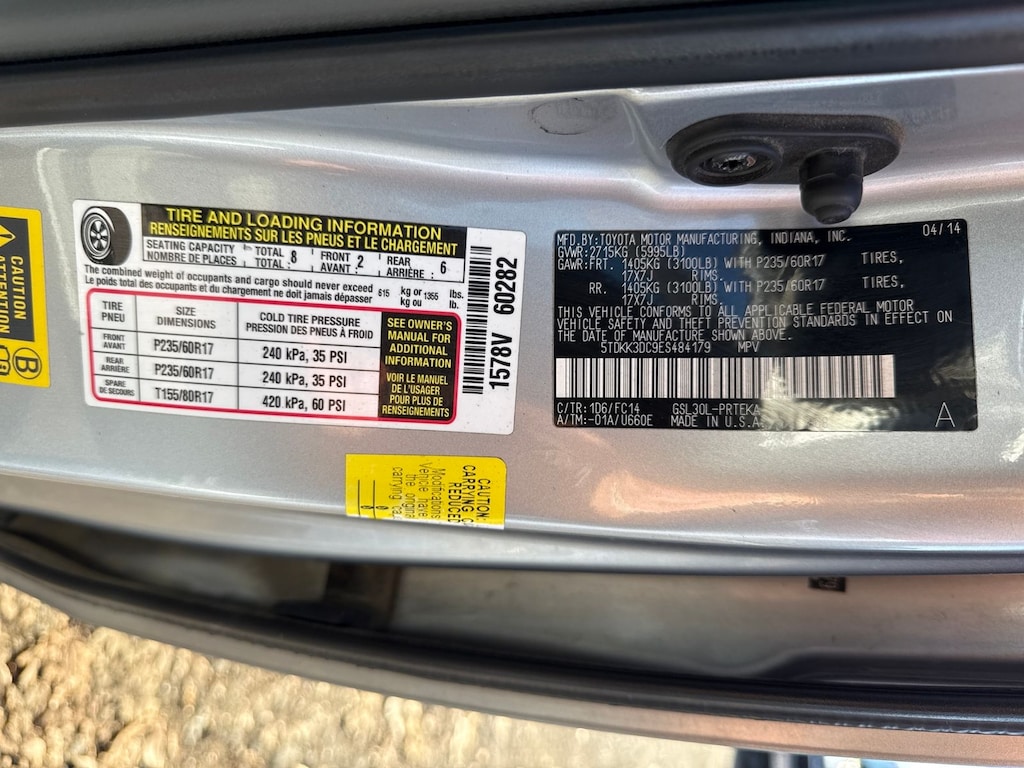 CAUTION
ATTENTION
B
TIRE AND LOADING INFORMATION
RENSEIGNEMENTS SUR LES PNEUS ET LE CHARGEMENT
SEATING CAPACITY TOTAL : 8 FRONT 2 REAR 6
NOMBRE DE PLACES AVANT : ARRIÈRE :
The combined weight of occupants and cargo should never exceed 615 kg or 1355 lbs.
Le poids total des occupants et du chargement ne doit jamais dépasser kg ou lb.
TIRE SIZE COLD TIRE PRESSURE
PNEU DIMENSIONS PRESSION DES PNEUS À FROID
FRONT AVANT P235/60R17 240 kPa, 35 PSI
REAR ARRIERE P235/60R17 240 kPa, 35 PSI
SPARE DE SECOURS T155/80R17 420 kPa, 60 PSI
SEE OWNER'S
MANUAL FOR
ADDITIONAL
INFORMATION
VOIR LE MANUEL
DE L'USAGER
POUR PLUS DE
RENSEIGNEMENTS
1578V 60282
CAUTION:
CARRYING
REDUCED
Modifications
Vehicle have
the original
carrying ca
MFD.BY:TOYOTA MOTOR MANUFACTURING, INDIANA, INC. 04/14
GVWR:2715KG (5995LB)
GAWR:FRT. 1405KG (3100LB) WITH P235/60R17 TIRES,
17X7J RIMS.
RR. 1405KG (3100LB) WITH P235/60R17 TIRES,
17X7J RIMS.
THIS VEHICLE CONFORMS TO ALL APPLICABLE FEDERAL MOTOR
VEHICLE SAFETY AND THEFT PREVENTION STANDARDS IN EFFECT ON
THE DATE OF MANUFACTURE SHOWN ABOVE.
5TDKK3DC9ES484179 MPV
C/TR:1D6/FC14 GSL30L-PRTEKA
A/TM:-01A/U660E MADE IN U.S.A
A